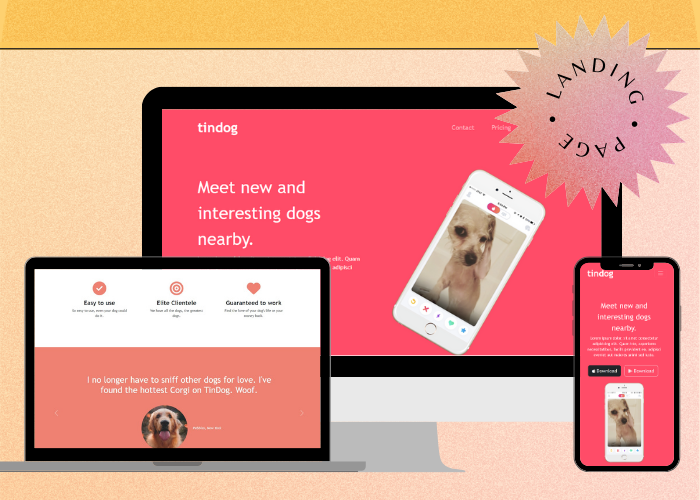 LANDING
PAGE
tindog
Contact
Pricing
Meet new and
interesting dogs
nearby.
elit. Quam
adipisci
Easy to use
Elite Clientele
Guaranteed to work
So easy to use, even your dog could
do it.
We have all the dogs, the greatest
dogs.
Find the love of your dog's life or your
money back.
I no longer have to sniff other dogs for love. I've
found the hottest Corgi on TinDog. Woof.
tindog
Meet new and
interesting dogs
nearby.
Download
Download